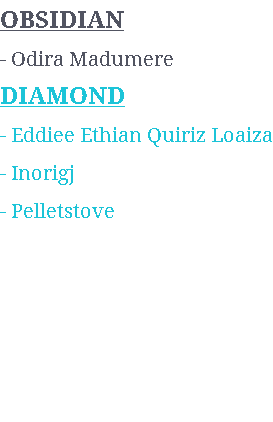 OBSIDIAN
- Odira Madumere
DIAMOND
- Eddiee Ethian Quiriz Loaiza
- Inorigj
- Pelletstove